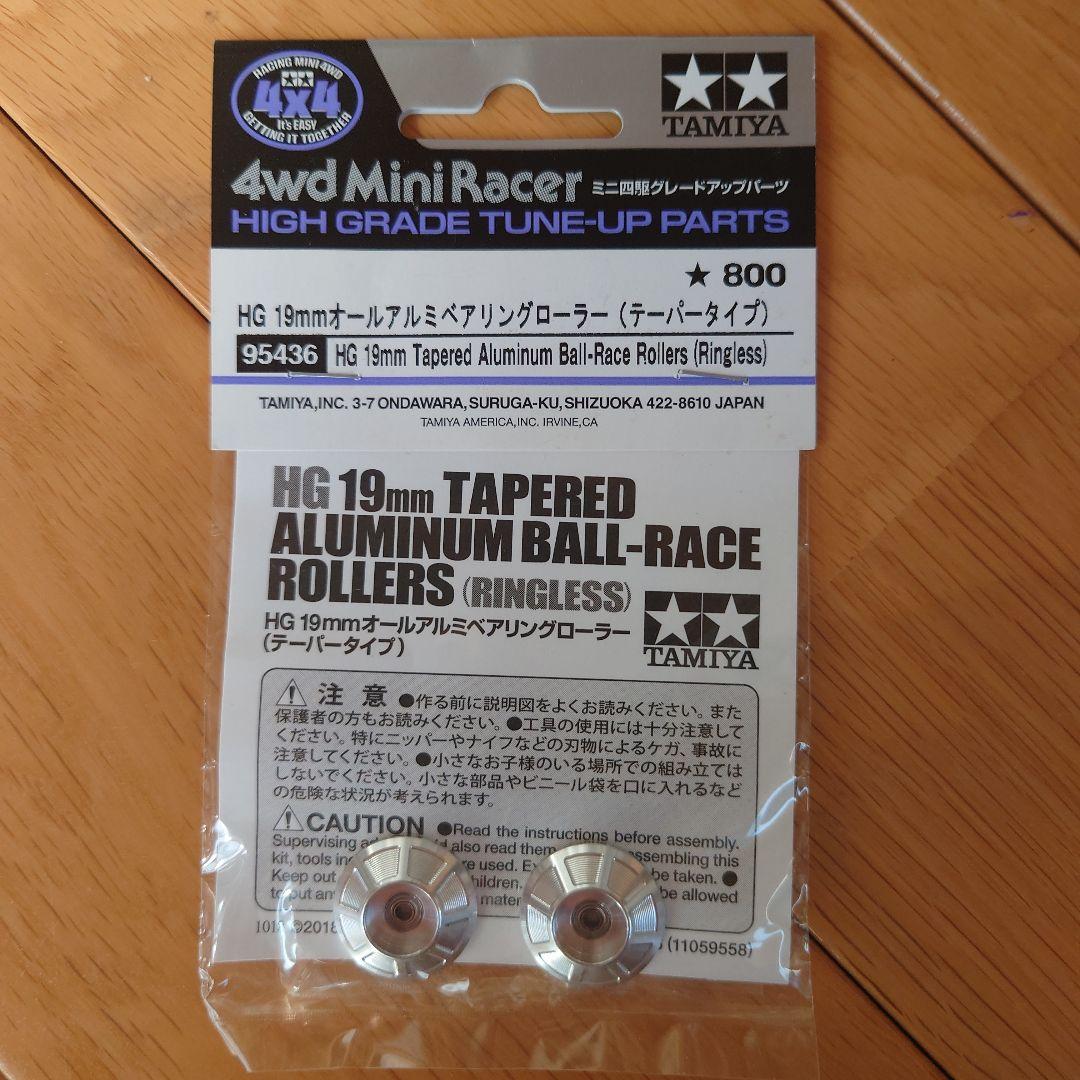 RACING MINI 4WD
4x4
It's EASY
GETTING IT TOGETHER
TAMIYA
4wd Mini Racer ミニ四駆グレードアップパーツ
HIGH GRADE TUNE-UP PARTS
★ 800
HG 19mmオールアルミベアリングローラー（テーパータイプ）
95436 HG 19mm Tapered Aluminum Ball-Race Rollers (Ringless)
TAMIYA,INC. 3-7 ONDAWARA, SURUGA-KU, SHIZUOKA 422-8610 JAPAN
TAMIYA AMERICA,INC. IRVINE,CA
HG 19mm TAPERED
ALUMINUM BALL-RACE
ROLLERS (RINGLESS)
HG 19mmオールアルミベアリングローラー
（テーパータイプ）
TAMIYA
注 意 ●作る前に説明図をよくお読みください。また
保護者の方もお読みください。●工具の使用には十分注意して
ください。特にニッパーやナイフなどの刃物によるケガ、事故に
注意してください。●小さなお子様のいる場所での組み立ては
しないでください。小さな部品やビニール袋を口に入れるなど
の危険な状況が考えられます。
CAUTION ●Read the instructions before assembly.
Supervising also read them assembling this
kit, tools re used. be taken. ●
Keep out children. be allowed
to put any mater
©2018 (11059558)